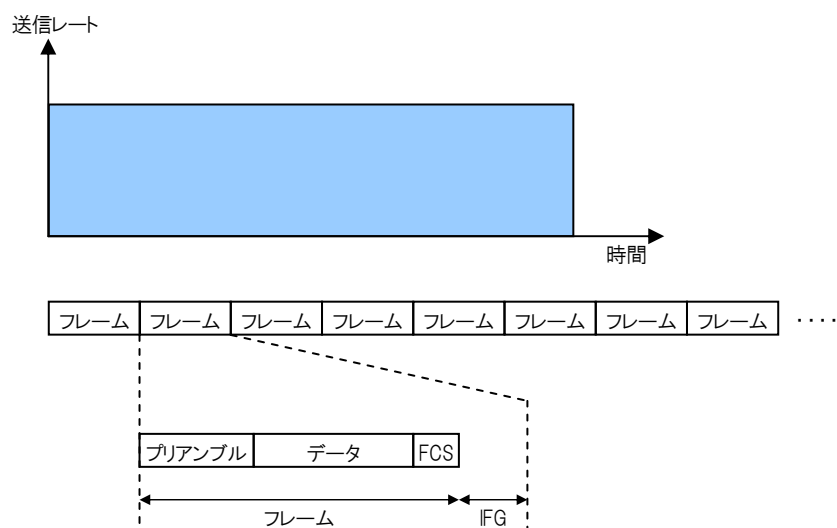 送信レート
時間
フレーム フレーム フレーム フレーム フレーム フレーム フレーム フレーム ····
プリアンブル データ FCS
フレーム IFG